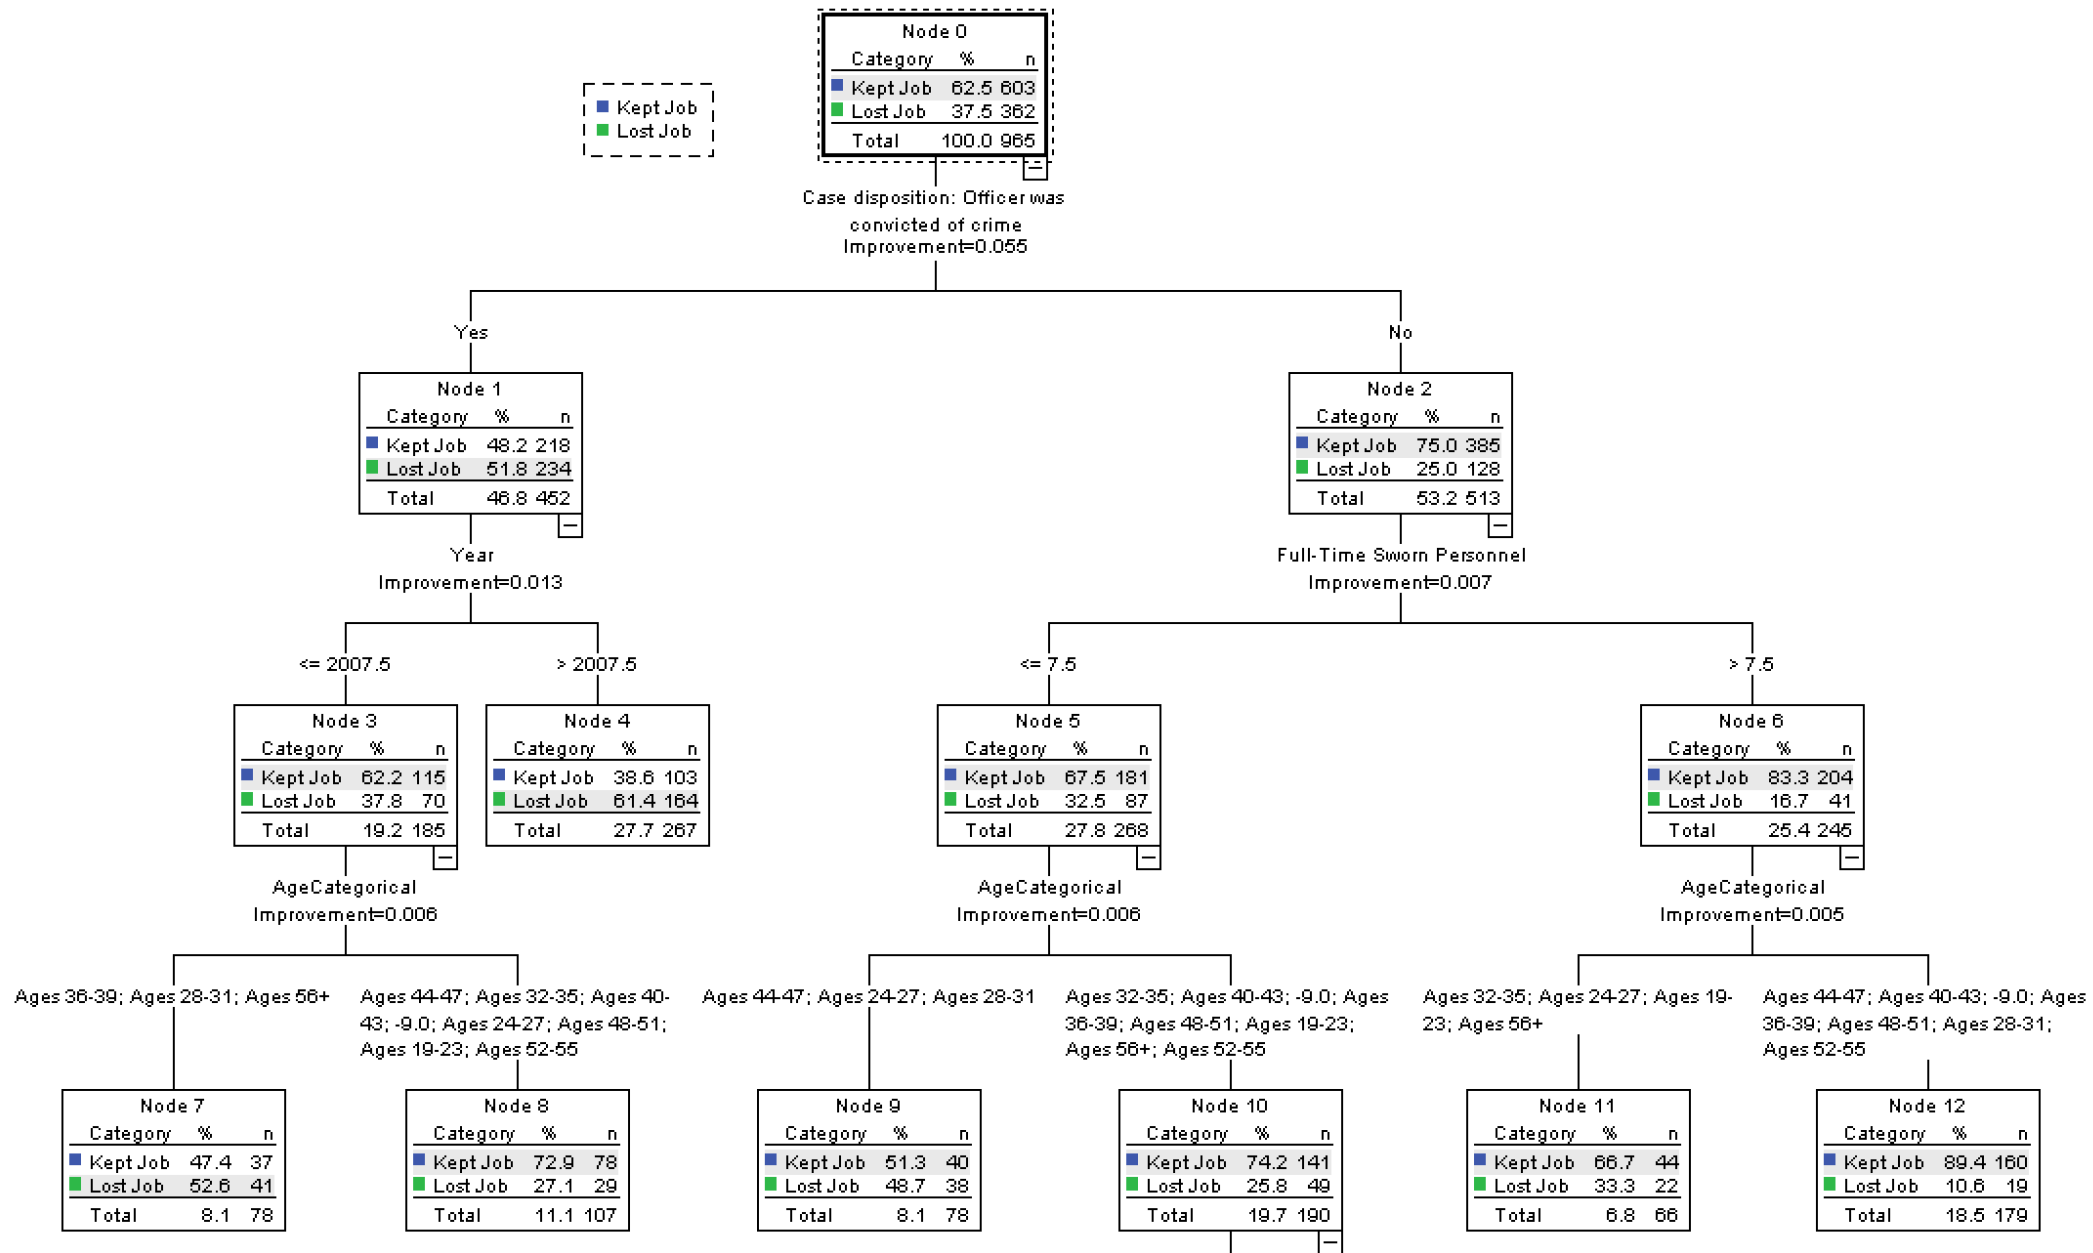 Node 0
Category % n
Kept Job 62.5 603
Lost Job 37.5 362
Total 100.0 965
Kept Job
Lost Job
Case disposition: Officer was
convicted of crime
Improvement=0.055
Yes
No
Node 1
Category % n
Kept Job 48.2 218
Lost Job 51.8 234
Total 46.8 452
Node 2
Category % n
Kept Job 75.0 385
Lost Job 25.0 128
Total 53.2 513
Year
Improvement=0.013
Full-Time Sworn Personnel
Improvement=0.007
<= 2007.5
> 2007.5
<= 7.5
> 7.5
Node 3
Category % n
Kept Job 62.2 115
Lost Job 37.8 70
Total 19.2 185
Node 4
Category % n
Kept Job 38.6 103
Lost Job 61.4 164
Total 27.7 267
Node 5
Category % n
Kept Job 67.5 181
Lost Job 32.5 87
Total 27.8 268
Node 6
Category % n
Kept Job 83.3 204
Lost Job 16.7 41
Total 25.4 245
AgeCategorical
Improvement=0.006
AgeCategorical
Improvement=0.006
AgeCategorical
Improvement=0.005
Ages 36-39; Ages 28-31; Ages 56+
Ages 44-47; Ages 32-35; Ages 40-
43; -9.0; Ages 24-27; Ages 48-51;
Ages 19-23; Ages 52-55
Ages 44-47; Ages 24-27; Ages 28-31
Ages 32-35; Ages 40-43; -9.0; Ages
36-39; Ages 48-51; Ages 19-23;
Ages 56+; Ages 52-55
Ages 32-35; Ages 24-27; Ages 19-
23; Ages 56+
Ages 44-47; Ages 40-43; -9.0; Ages
36-39; Ages 48-51; Ages 28-31;
Ages 52-55
Node 7
Category % n
Kept Job 47.4 37
Lost Job 52.6 41
Total 8.1 78
Node 8
Category % n
Kept Job 72.9 78
Lost Job 27.1 29
Total 11.1 107
Node 9
Category % n
Kept Job 51.3 40
Lost Job 48.7 38
Total 8.1 78
Node 10
Category % n
Kept Job 74.2 141
Lost Job 25.8 49
Total 19.7 190
Node 11
Category % n
Kept Job 66.7 44
Lost Job 33.3 22
Total 6.8 66
Node 12
Category % n
Kept Job 89.4 160
Lost Job 10.6 19
Total 18.5 179